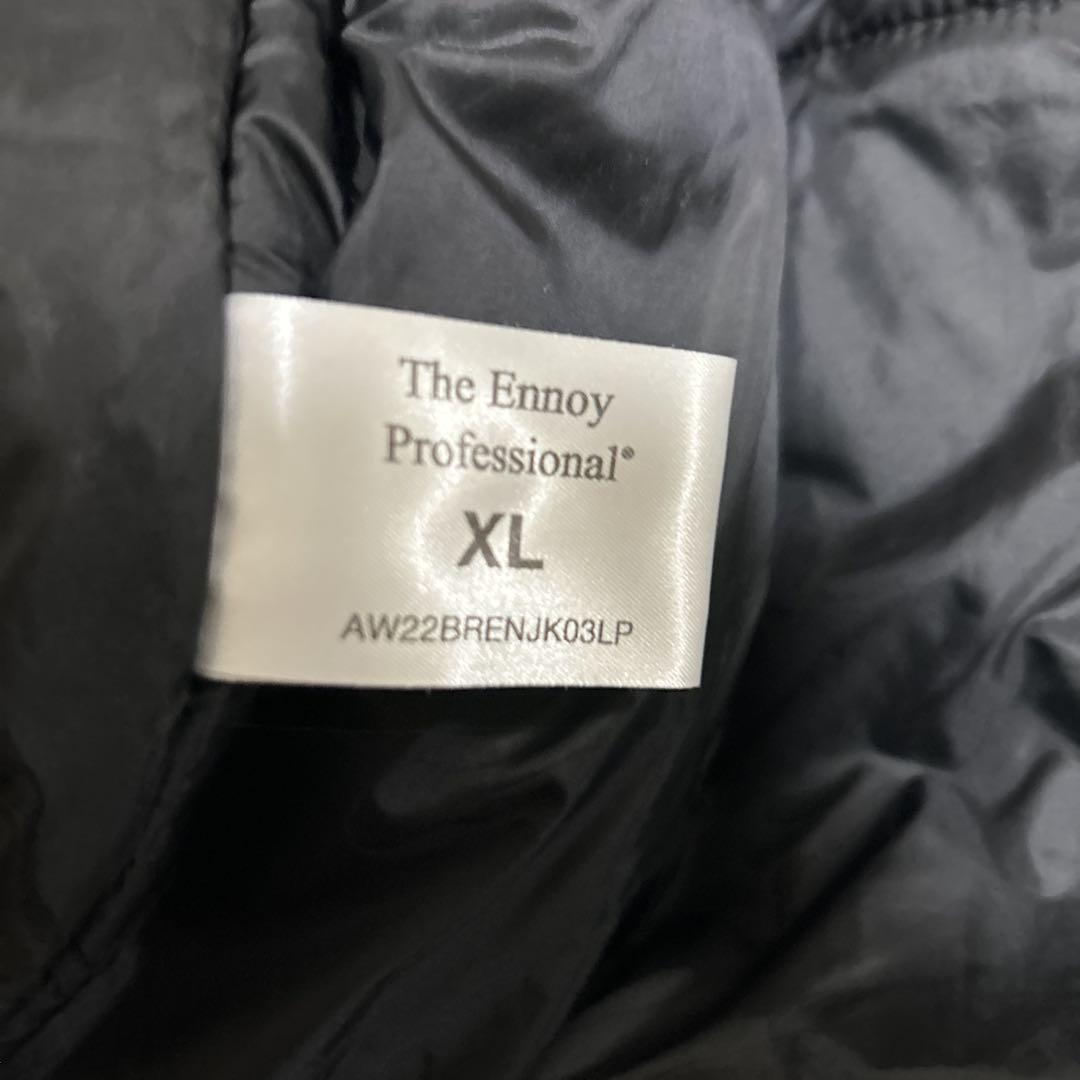 The Ennoy
Professional®
XL
AW22BRENJK03LP